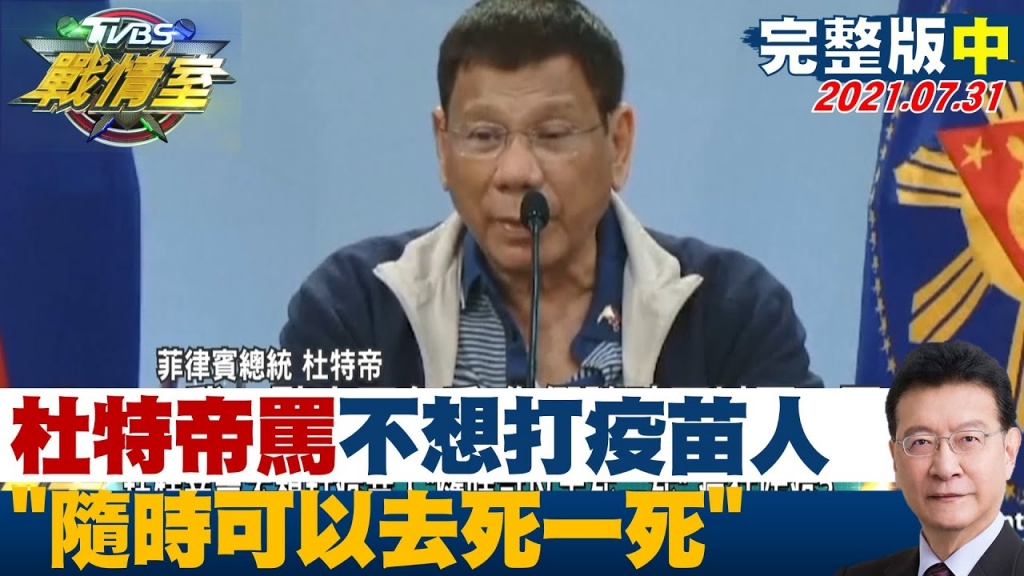 TVBS
戰情室
完整版中
2021.07.31
菲律賓總統 杜特帝
杜特帝罵不想打疫苗人
"隨時可以去死一死"